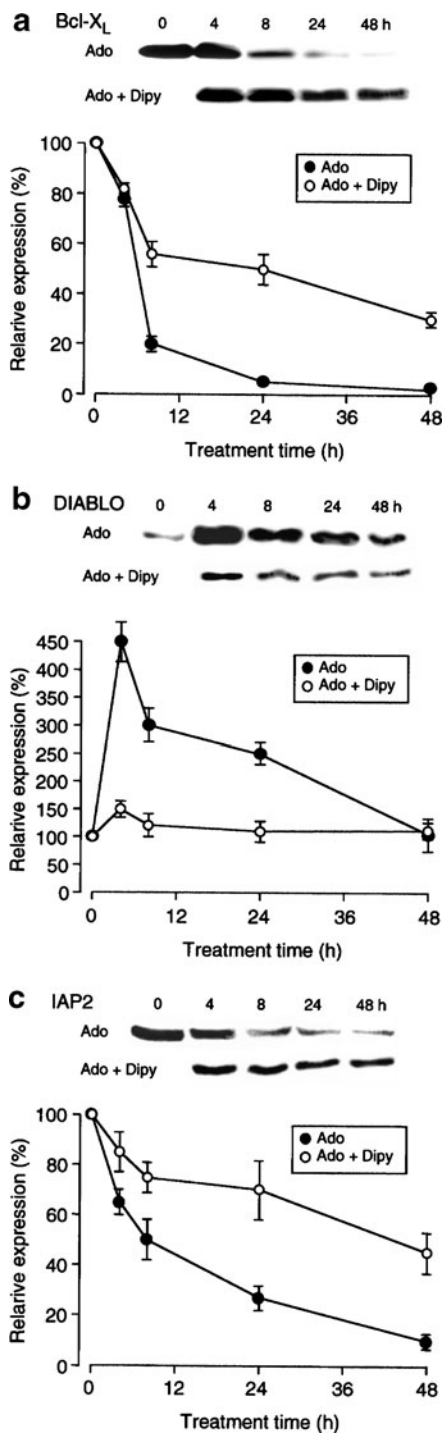 a Bcl-XL 0 4 8 24 48 h
Ado
Ado + Dipy
100
80
60
40
20
0
Relarive expression (%)
Ado
Ado + Dipy
0 12 24 36 48
Treatment time (h)
b DIABLO 0 4 8 24 48 h
Ado
Ado + Dipy
450
400
350
300
250
200
150
100
50
0
Relarive expression (%)
Ado
Ado + Dipy
0 12 24 36 48
Treatment time (h)
c IAP2 0 4 8 24 48 h
Ado
Ado + Dipy
100
80
60
40
20
0
Relarive expression (%)
Ado
Ado + Dipy
0 12 24 36 48
Treatment time (h)